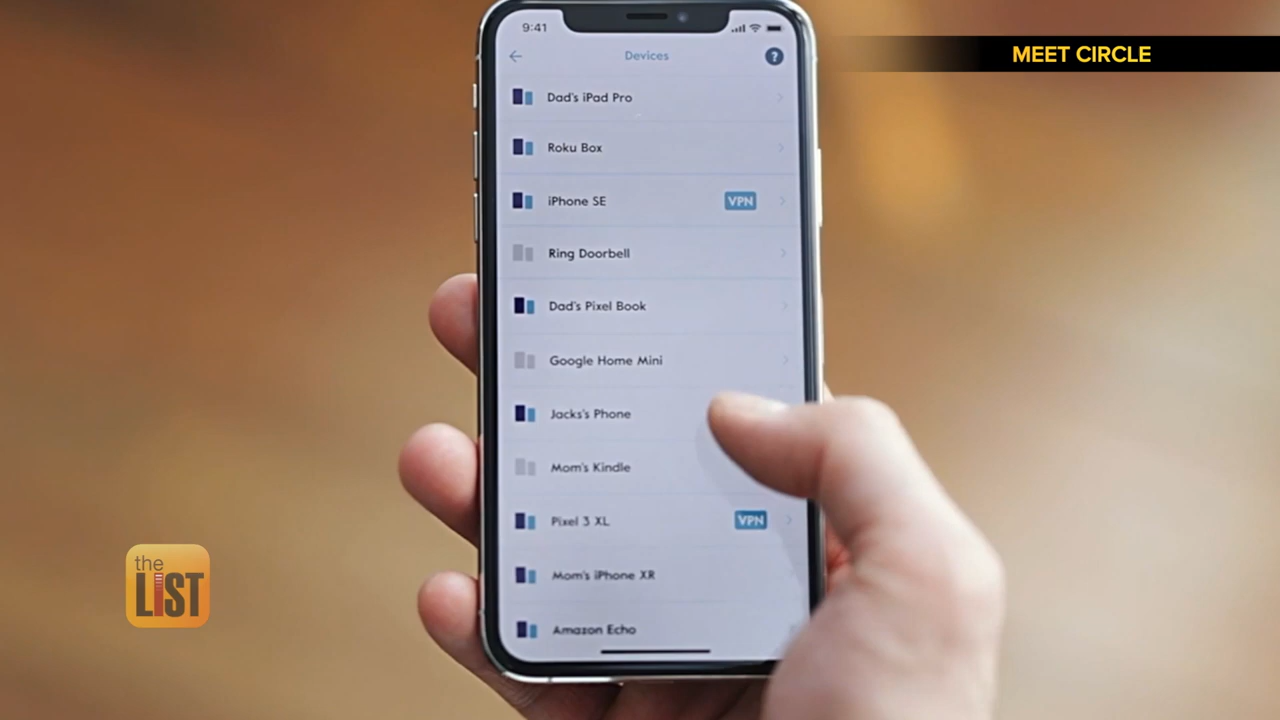 9:41
Devices
?
Dad's iPad Pro
Roku Box
iPhone SE VPN
Ring Doorbell
Dad's Pixel Book
Google Home Mini
Jacks's Phone
Mom's Kindle
Pixel 3 XL VPN
Mom's iPhone XR
Amazon Echo
MEET CIRCLE
the
LIST